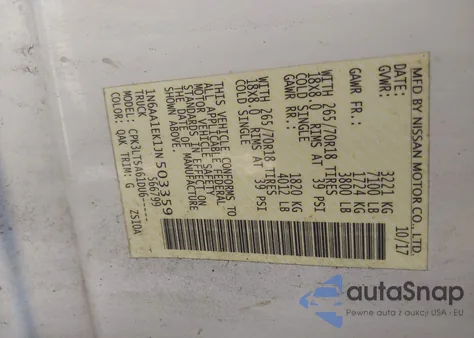 MFD BY NISSAN MOTOR CO., LTD.
DATE: 10/17
GVWR: 3221 KG
7100 LB
GAWR FR.: 1724 KG
3800 LB
WITH 265/70R18 TIRES
18x8.0 RIMS AT 39 PSI
COLD SINGLE
GAWR RR.: 1820 KG
4012 LB
WITH 265/70R18 TIRES
18x8.0 RIMS AT 39 PSI
COLD SINGLE
THIS VEHICLE CONFORMS TO
ALL APPLICABLE FEDERAL
MOTOR VEHICLE SAFETY
STANDARDS IN EFFECT ON
THE DATE OF MANUFACTURE
SHOWN ABOVE.
1N6AA1EK1JN503359
TRUCK
MODEL:
COLOR: QAK TRIM: G
autoSnap
Pewne auta z aukcji USA i EU